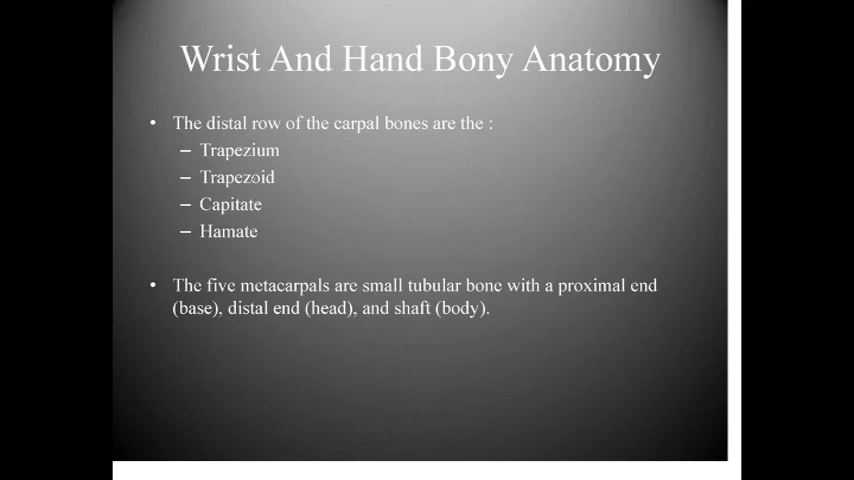 Wrist And Hand Bony Anatomy
• The distal row of the carpal bones are the :
– Trapezium
– Trapezoid
– Capitate
– Hamate
• The five metacarpals are small tubular bone with a proximal end
(base), distal end (head), and shaft (body).